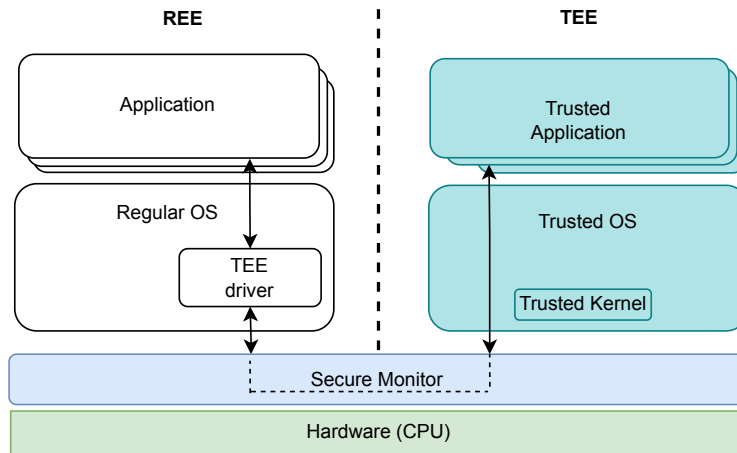 REE
TEE
Application
Trusted
Application
Regular OS
TEE
driver
Trusted OS
Trusted Kernel
Secure Monitor
Hardware (CPU)